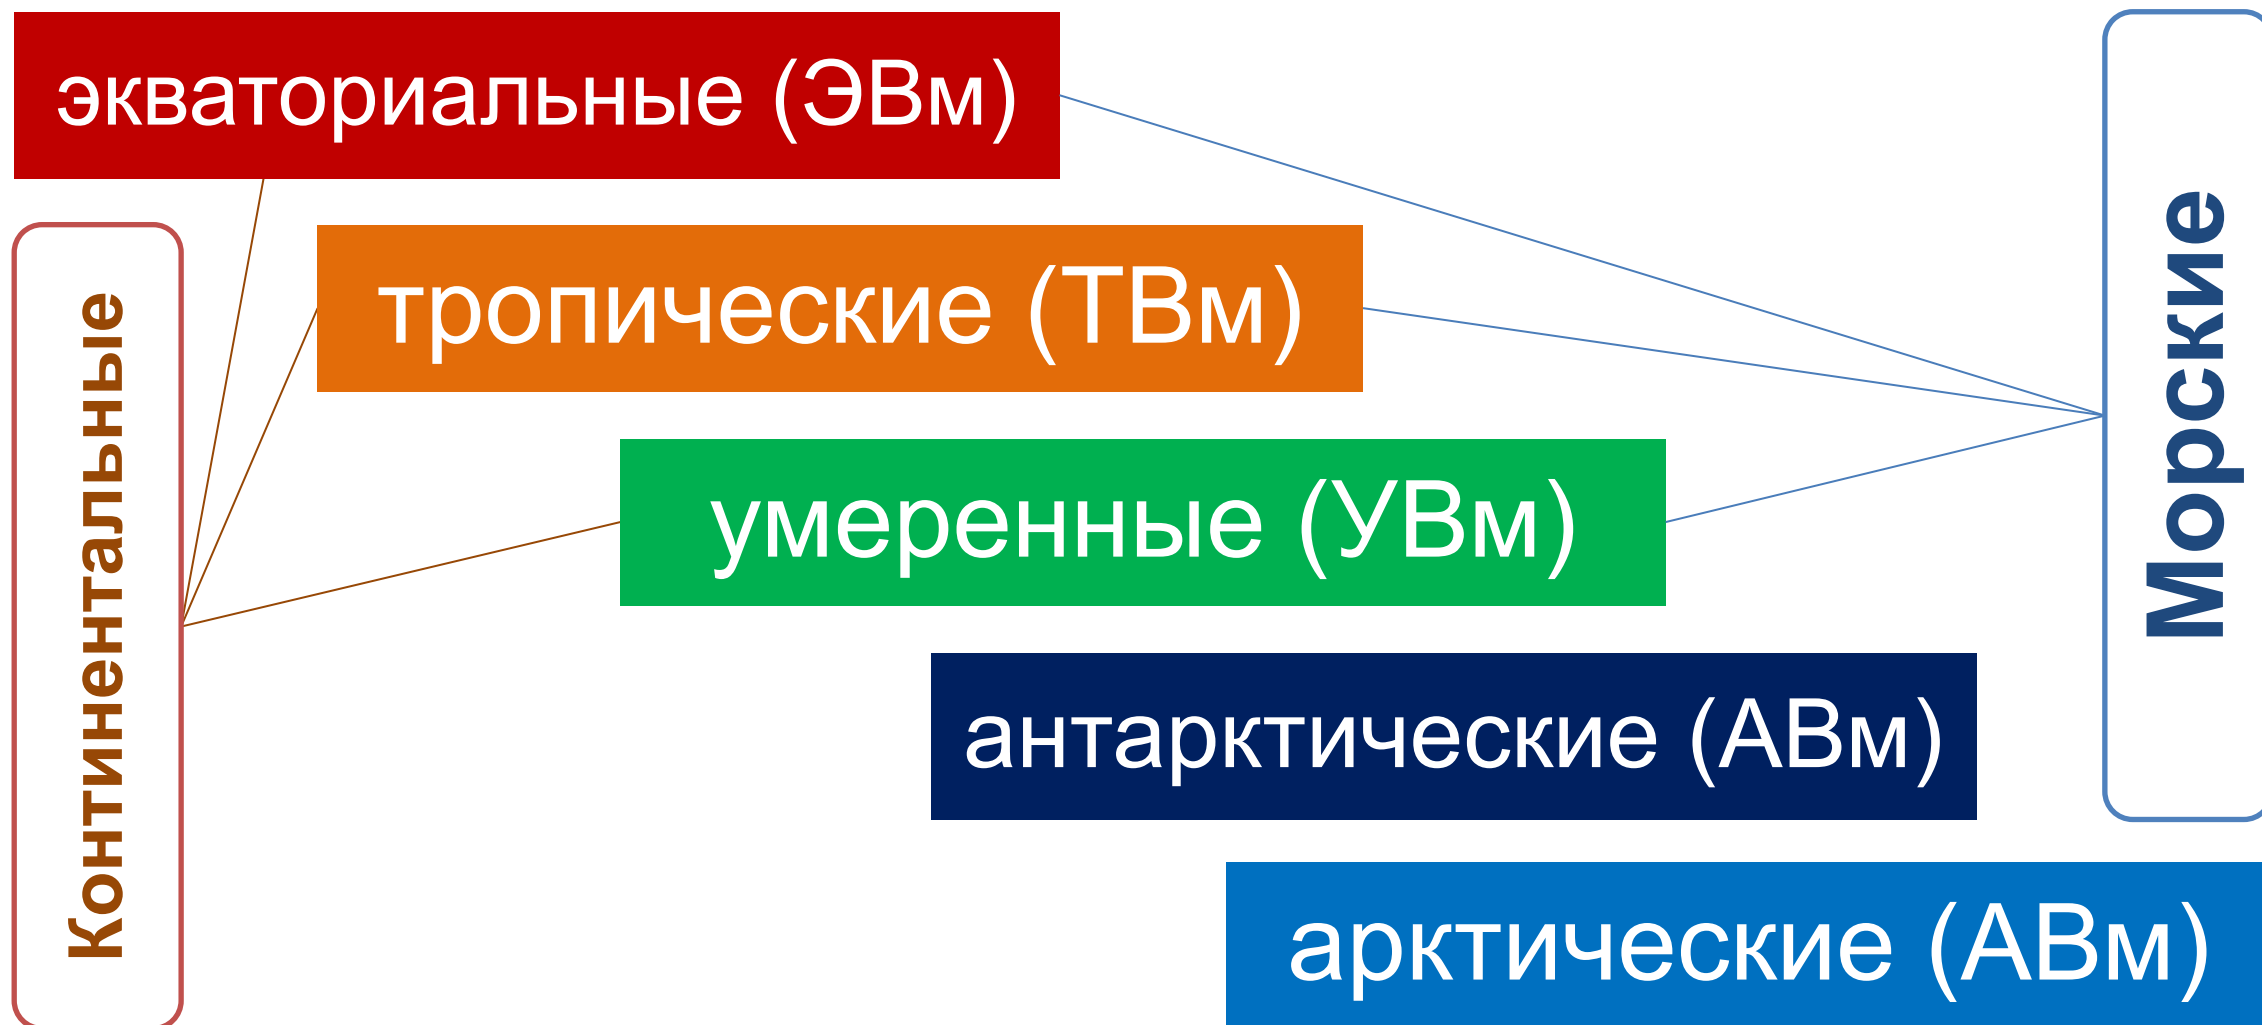 экваториальные (ЭВм)
Континентальные
тропические (ТВм)
Морские
умеренные (УВм)
антарктические (АВм)
арктические (АВм)